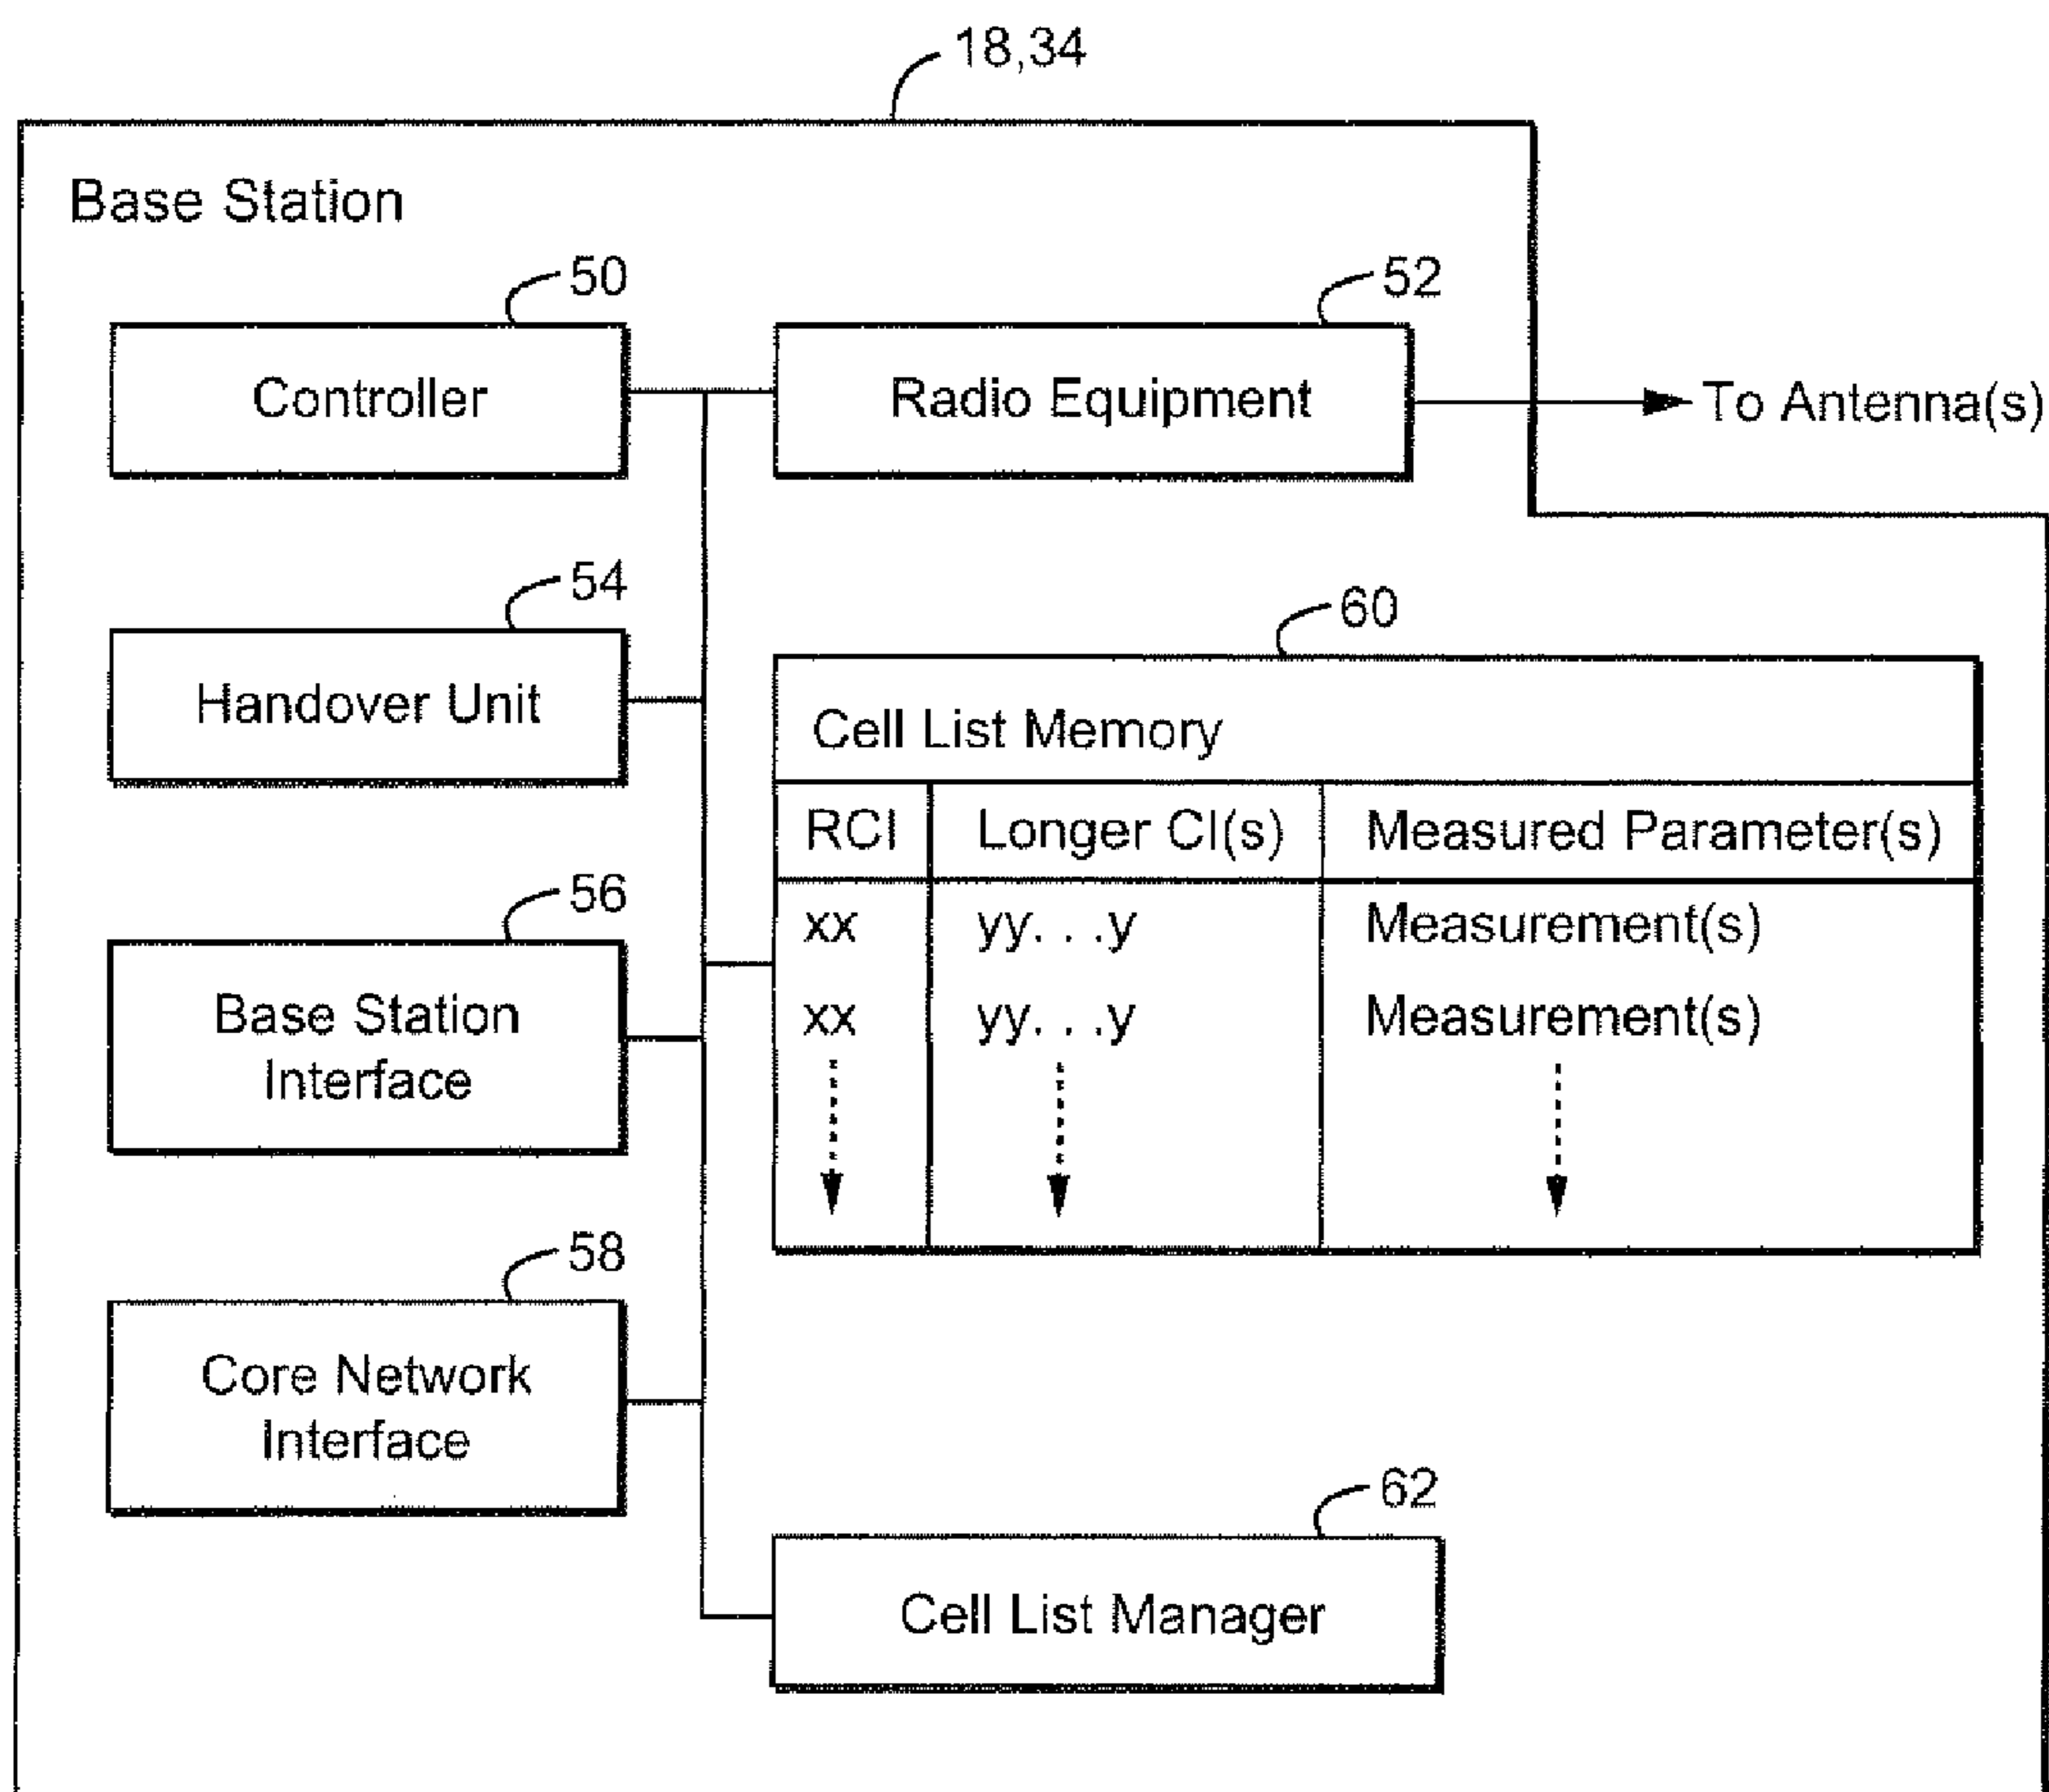 18,34
Base Station
50
52
Controller
Radio Equipment
To Antenna(s)
54
60
Handover Unit
Cell List Memory
RCI
Longer CI(s)
Measured Parameter(s)
56
xx
yy. . .y
Measurement(s)
Base Station
Interface
xx
yy. . .y
Measurement(s)
58
Core Network
Interface
62
Cell List Manager